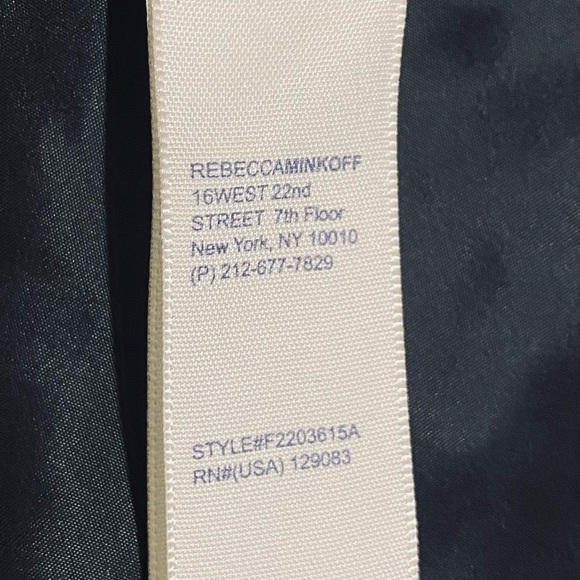 REBECCAMINKOFF
16WEST 22nd
STREET 7th Floor
New York, NY 10010
(P) 212-677-7829
STYLE#F2203615A
RN#(USA) 129083